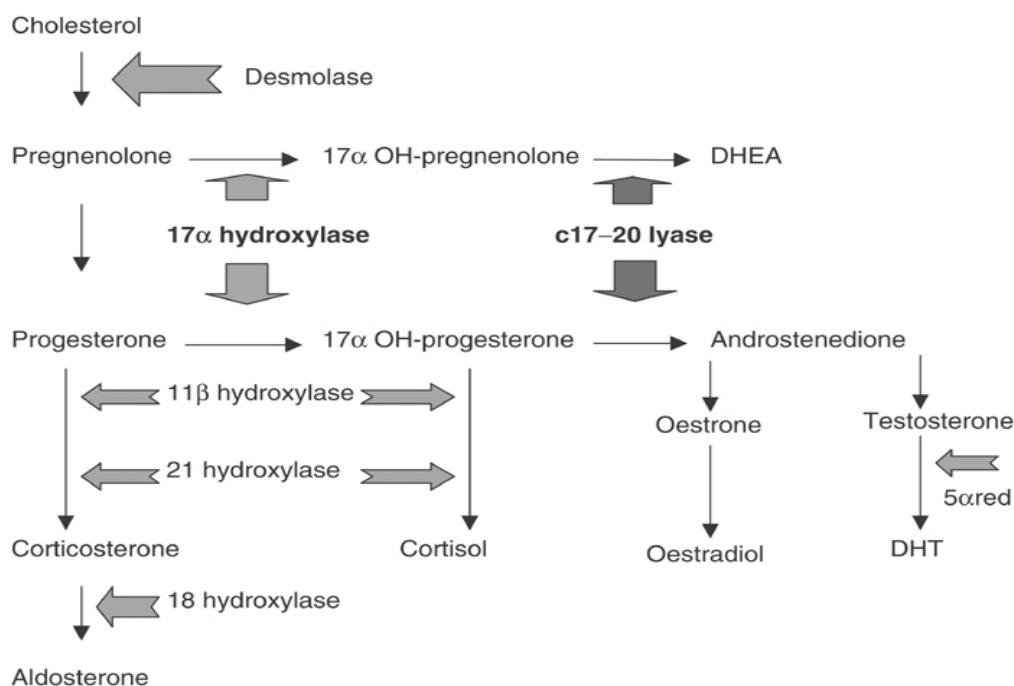 Cholesterol
Desmolase
Pregnenolone
17α OH-pregnenolone
DHEA
17α hydroxylase
c17–20 lyase
Progesterone
17α OH-progesterone
Androstenedione
11β hydroxylase
Oestrone
Testosterone
21 hydroxylase
5αred
Corticosterone
Cortisol
Oestradiol
DHT
18 hydroxylase
Aldosterone